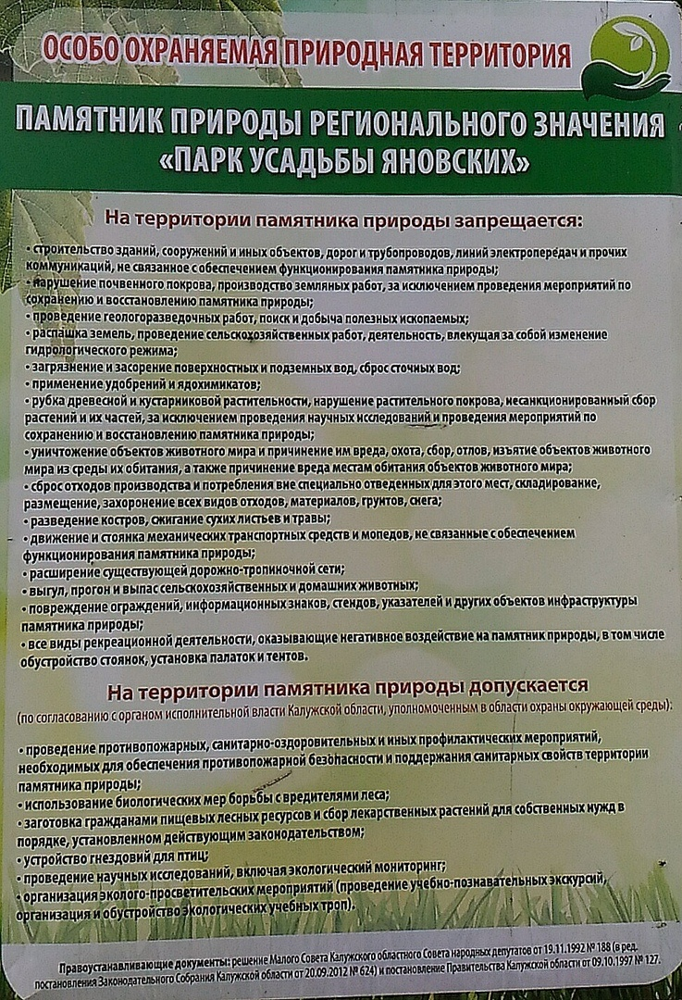 ОСОБО ОХРАНЯЕМАЯ ПРИРОДНАЯ ТЕРРИТОРИЯ
ПАМЯТНИК ПРИРОДЫ РЕГИОНАЛЬНОГО ЗНАЧЕНИЯ
«ПАРК УСАДЬБЫ ЯНОВСКИХ»
На территории памятника природы запрещается:
• строительство зданий, сооружений и иных объектов, дорог и трубопроводов, линий электропередач и прочих
коммуникаций, не связанное с обеспечением функционирования памятника природы;
• нарушение почвенного покрова, производство земляных работ, за исключением проведения мероприятий по
сохранению и восстановлению памятника природы;
• проведение геологоразведочных работ, поиск и добыча полезных ископаемых;
• распашка земель, проведение сельскохозяйственных работ, деятельность, влекущая за собой изменение
гидрологического режима;
• загрязнение и засорение поверхностных и подземных вод, сброс сточных вод;
• применение удобрений и ядохимикатов;
• рубка древесной и кустарниковой растительности, нарушение растительного покрова, несанкционированный сбор
растений и их частей, за исключением проведения научных исследований и проведения мероприятий по
сохранению и восстановлению памятника природы;
• уничтожение объектов животного мира и причинение им вреда, охота, сбор, отлов, изъятие объектов животного
мира из среды их обитания, а также причинение вреда местам обитания объектов животного мира;
• сброс отходов производства и потребления вне специально отведенных для этого мест, складирование,
размещение, захоронение всех видов отходов, материалов, грунтов, снега;
• разведение костров, сжигание сухих листьев и травы;
• движение и стоянка механических транспортных средств и мопедов, не связанные с обеспечением
функционирования памятника природы;
• расширение существующей дорожно-тропиночной сети;
• выгул, прогон и выпас сельскохозяйственных и домашних животных;
• повреждение ограждений, информационных знаков, стендов, указателей и других объектов инфраструктуры
памятника природы;
• все виды рекреационной деятельности, оказывающие негативное воздействие на памятник природы, в том числе
обустройство стоянок, установка палаток и тентов.
На территории памятника природы допускается
(по согласованию с органом исполнительной власти Калужской области, уполномоченным в области охраны окружающей среды):
• проведение противопожарных, санитарно-оздоровительных и иных профилактических мероприятий,
необходимых для обеспечения противопожарной безопасности и поддержания санитарных свойств территории
памятника природы;
• использование биологических мер борьбы с вредителями леса;
• заготовка гражданами пищевых лесных ресурсов и сбор лекарственных растений для собственных нужд в
порядке, установленном действующим законодательством;
• устройство гнездовий для птиц;
• проведение научных исследований, включая экологический мониторинг;
• организация эколого-просветительских мероприятий (проведение учебно-познавательных экскурсий,
организация и обустройство экологических учебных троп).
Правоустанавливающие документы: решение Малого Совета Калужского областного Совета народных депутатов от 19.11.1992 № 188 (в ред.
постановления Законодательного Собрания Калужской области от 20.09.2012 № 624) и постановление Правительства Калужской области от 09.10.1997 № 127.